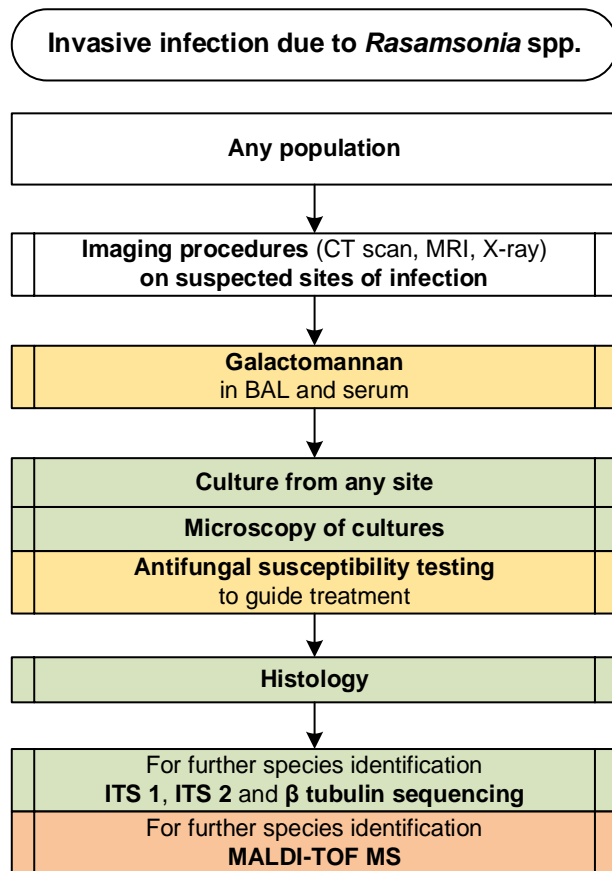 Invasive infection due to Rasamsonia spp.
Any population
Imaging procedures (CT scan, MRI, X-ray)
on suspected sites of infection
Galactomannan
in BAL and serum
Culture from any site
Microscopy of cultures
Antifungal susceptibility testing
to guide treatment
Histology
For further species identification
ITS 1, ITS 2 and β tubulin sequencing
For further species identification
MALDI-TOF MS